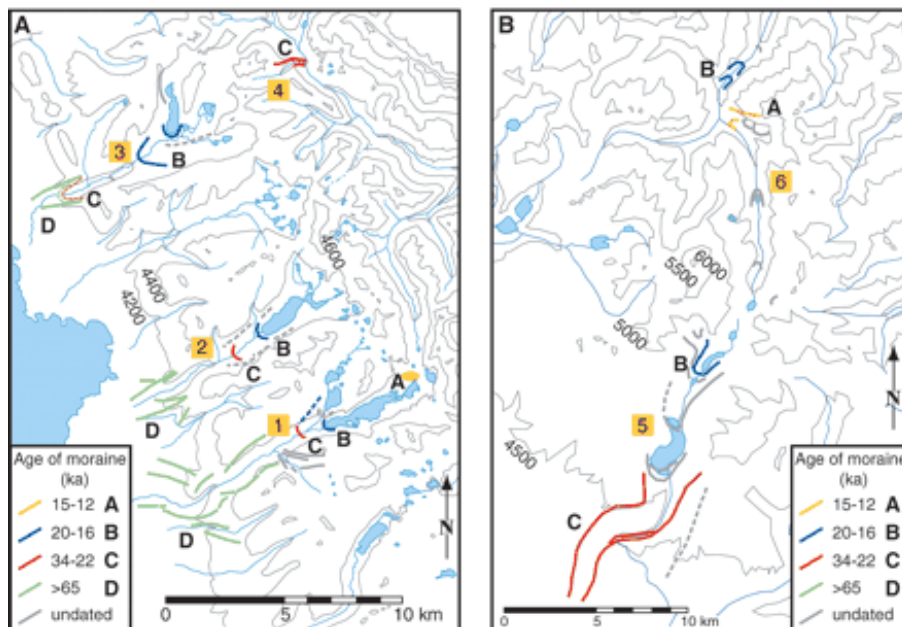 A
C
4
3
B
C
D
4600
4400
4200
2
B
C
A
D
1
C
B
D
Age of moraine
(ka)
15-12 A
20-16 B
34-22 C
>65 D
undated
N
0 5 10 km
B
B
A
6
6000
5500
5000
B
N
5
4500
C
Age of moraine
(ka)
15-12 A
20-16 B
34-22 C
>65 D
undated
0 5 10 km